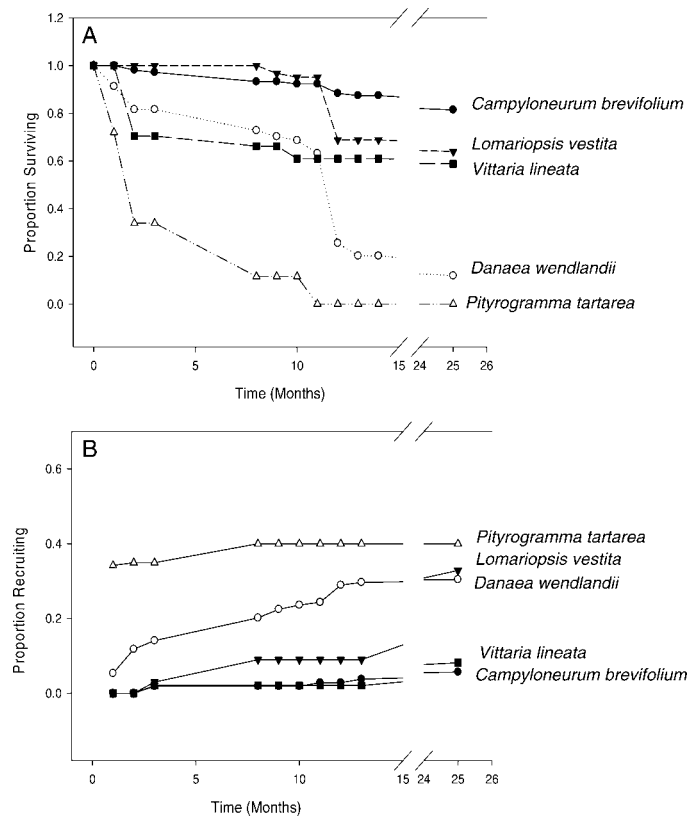 A
1.2
1.0
0.8
0.6
0.4
0.2
0.0
Proportion Surviving
Campyloneurum brevifolium
Lomariopsis vestita
Vittaria lineata
Danaea wendlandii
Pityrogramma tartarea
0 5 10 15 24 25 26
Time (Months)
B
0.6
0.4
0.2
0.0
Proportion Recruiting
Pityrogramma tartarea
Lomariopsis vestita
Danaea wendlandii
Vittaria lineata
Campyloneurum brevifolium
0 5 10 15 24 25 26
Time (Months)